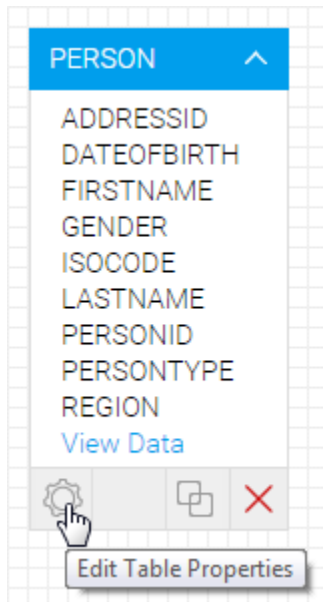 PERSON
ADDRESSID
DATEOFBIRTH
FIRSTNAME
GENDER
ISOCODE
LASTNAME
PERSONID
PERSONTYPE
REGION
View Data
Edit Table Properties